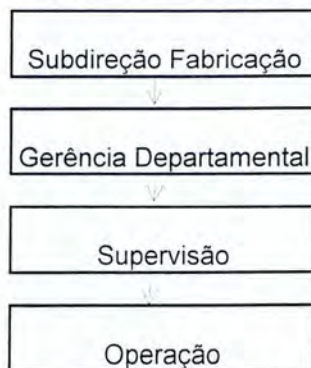 Subdireção Fabricação
Gerência Departamental
Supervisão
Operação